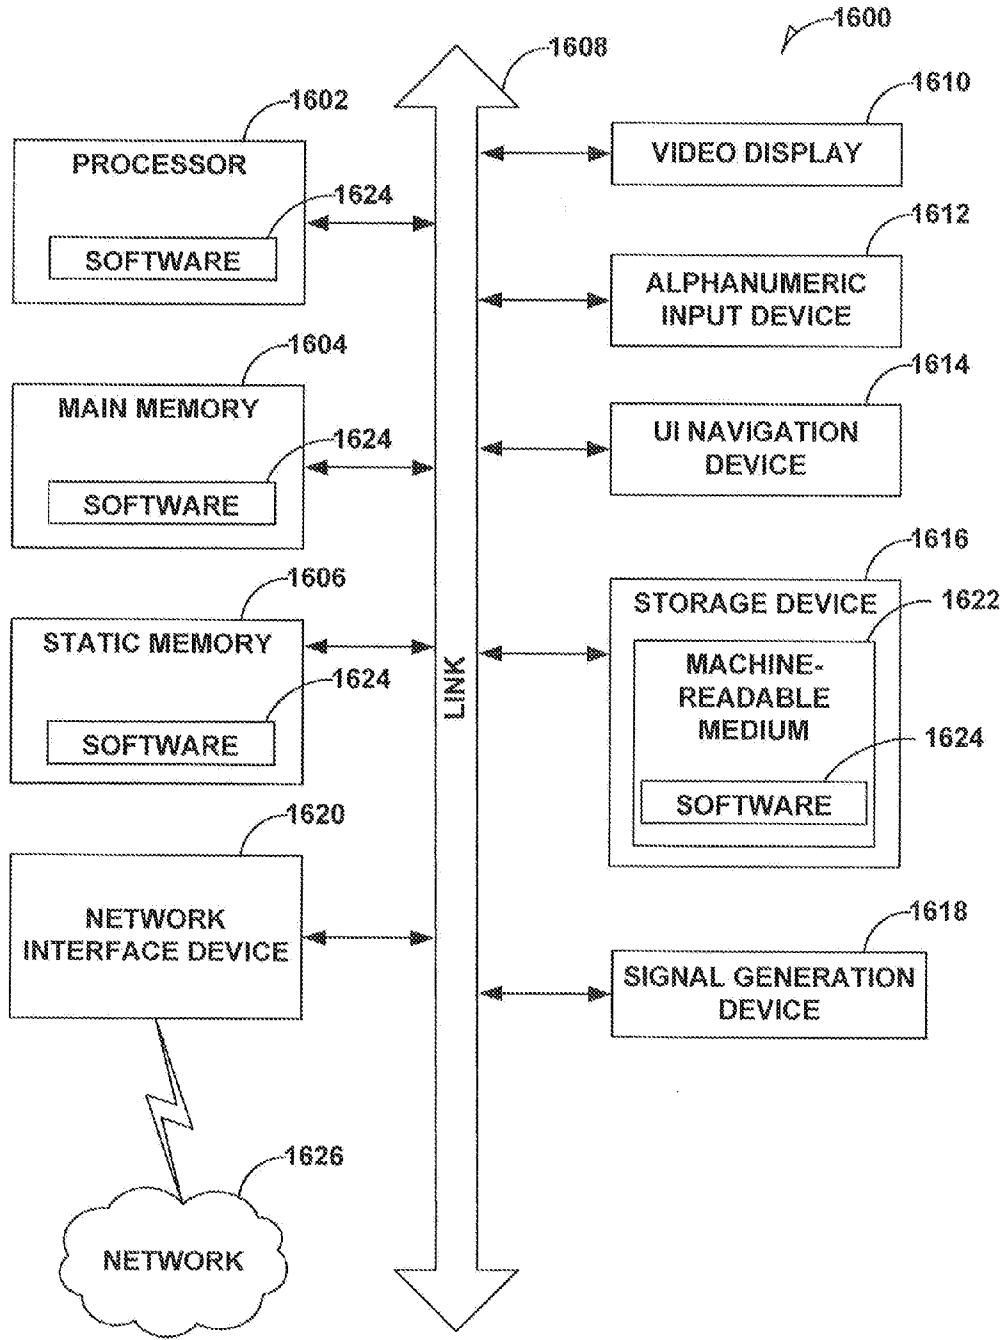 1600
1608
1602
PROCESSOR
1624
SOFTWARE
1604
MAIN MEMORY
1624
SOFTWARE
1606
STATIC MEMORY
1624
SOFTWARE
1620
NETWORK
INTERFACE DEVICE
1626
NETWORK
LINK
1610
VIDEO DISPLAY
1612
ALPHANUMERIC
INPUT DEVICE
1614
UI NAVIGATION
DEVICE
1616
STORAGE DEVICE
1622
MACHINE-
READABLE
MEDIUM
1624
SOFTWARE
1618
SIGNAL GENERATION
DEVICE